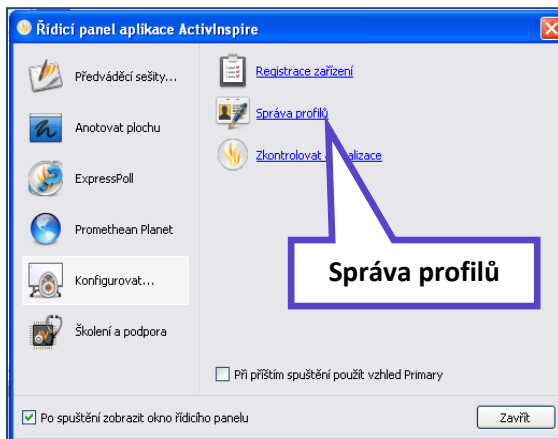 Řídicí panel aplikace ActivInspire
Předváděcí sešity...
Anotovat plochu
ExpressPoll
Promethean Planet
Konfigurovat...
Školení a podpora
Registrace zařízení
Správa profilů
Zkontrolovat
Správa profilů
Při příštím spuštění použít vzhled Primary
Po spuštění zobrazit okno řídicího panelu
Zavřít